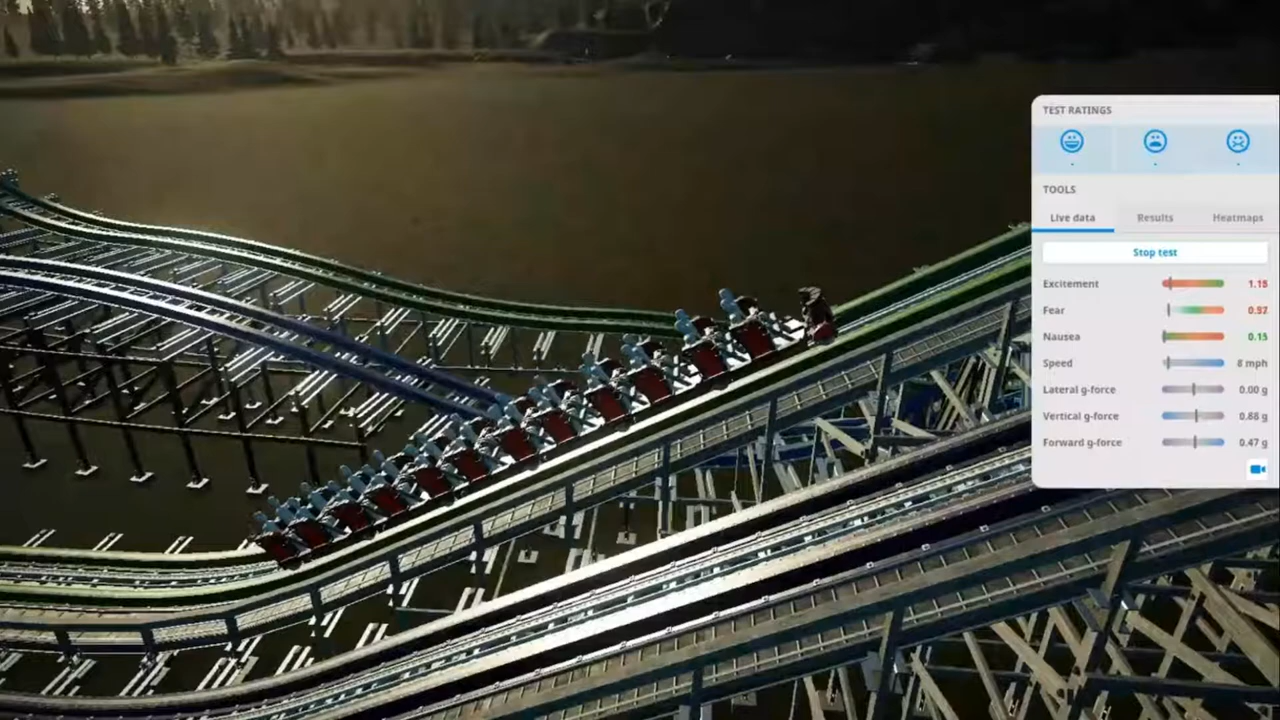 TEST RATINGS
- - -
TOOLS
Live data Results Heatmaps
Stop test
Excitement 1.15
Fear 0.57
Nausea 0.15
Speed 8 mph
Lateral g-force 0.00 g
Vertical g-force 0.88 g
Forward g-force 0.47 g